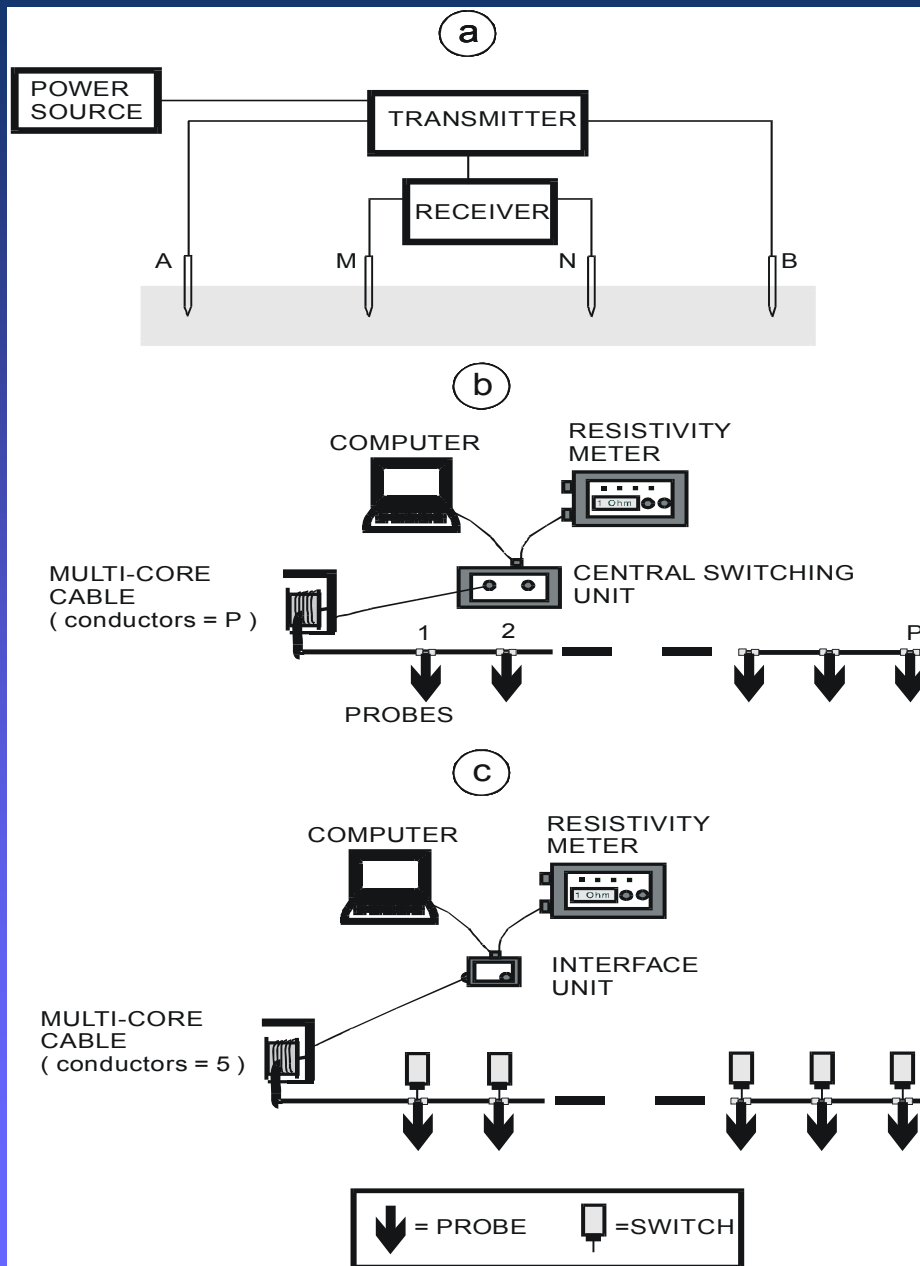 a
POWER
SOURCE
TRANSMITTER
RECEIVER
A
M
N
B
b
COMPUTER
RESISTIVITY
METER
1 Ohm
MULTI-CORE
CABLE
( conductors = P )
CENTRAL SWITCHING
UNIT
1
2
P
PROBES
c
COMPUTER
RESISTIVITY
METER
1 Ohm
INTERFACE
UNIT
MULTI-CORE
CABLE
( conductors = 5 )
= PROBE
=SWITCH